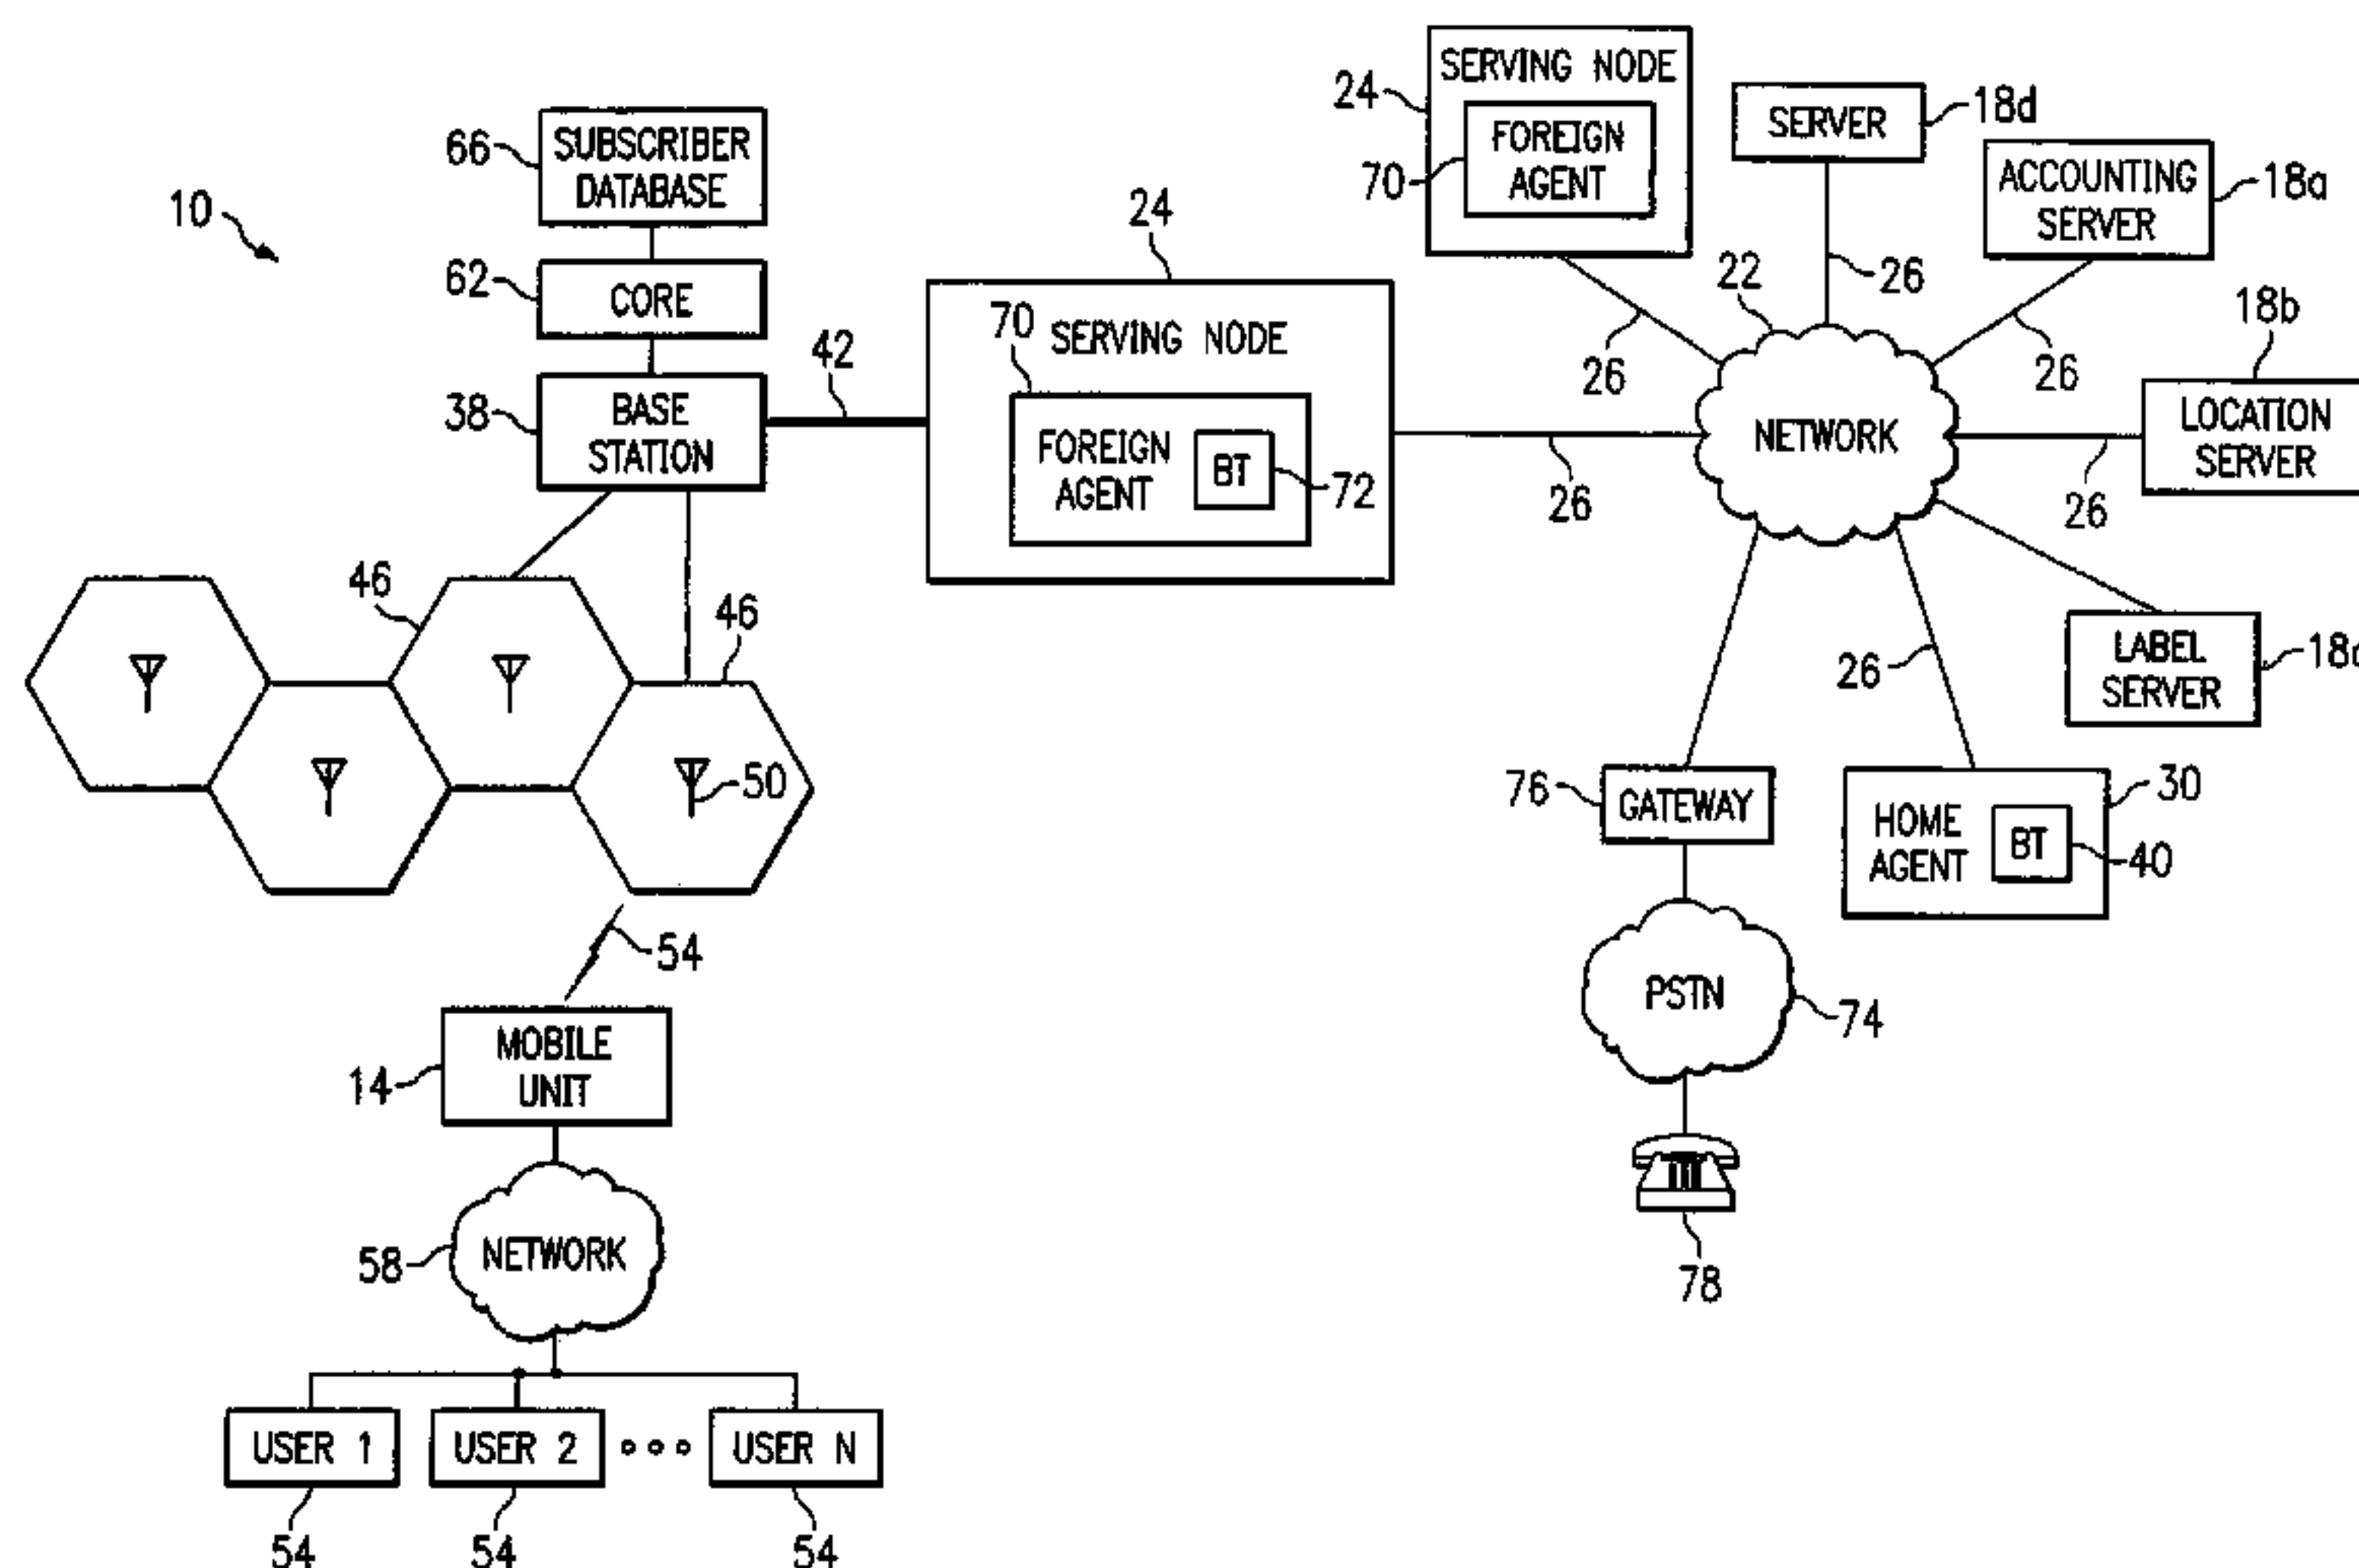 10
66
SUBSCRIBER
DATABASE
62
CORE
38
BASE
STATION
42
24
70
SERVING NODE
FOREIGN
AGENT
BT
72
26
24
SERVING NODE
70
FOREIGN
AGENT
26
SERVER
18d
26
ACCOUNTING
SERVER
18a
26
22
NETWORK
18b
LOCATION
SERVER
26
LABEL
SERVER
26
HOME
AGENT
BT
30
40
76
GATEWAY
PSTN
74
78
46
46
50
54
14
MOBILE
UNIT
58
NETWORK
USER 1
USER 2
USER N
54
54
54